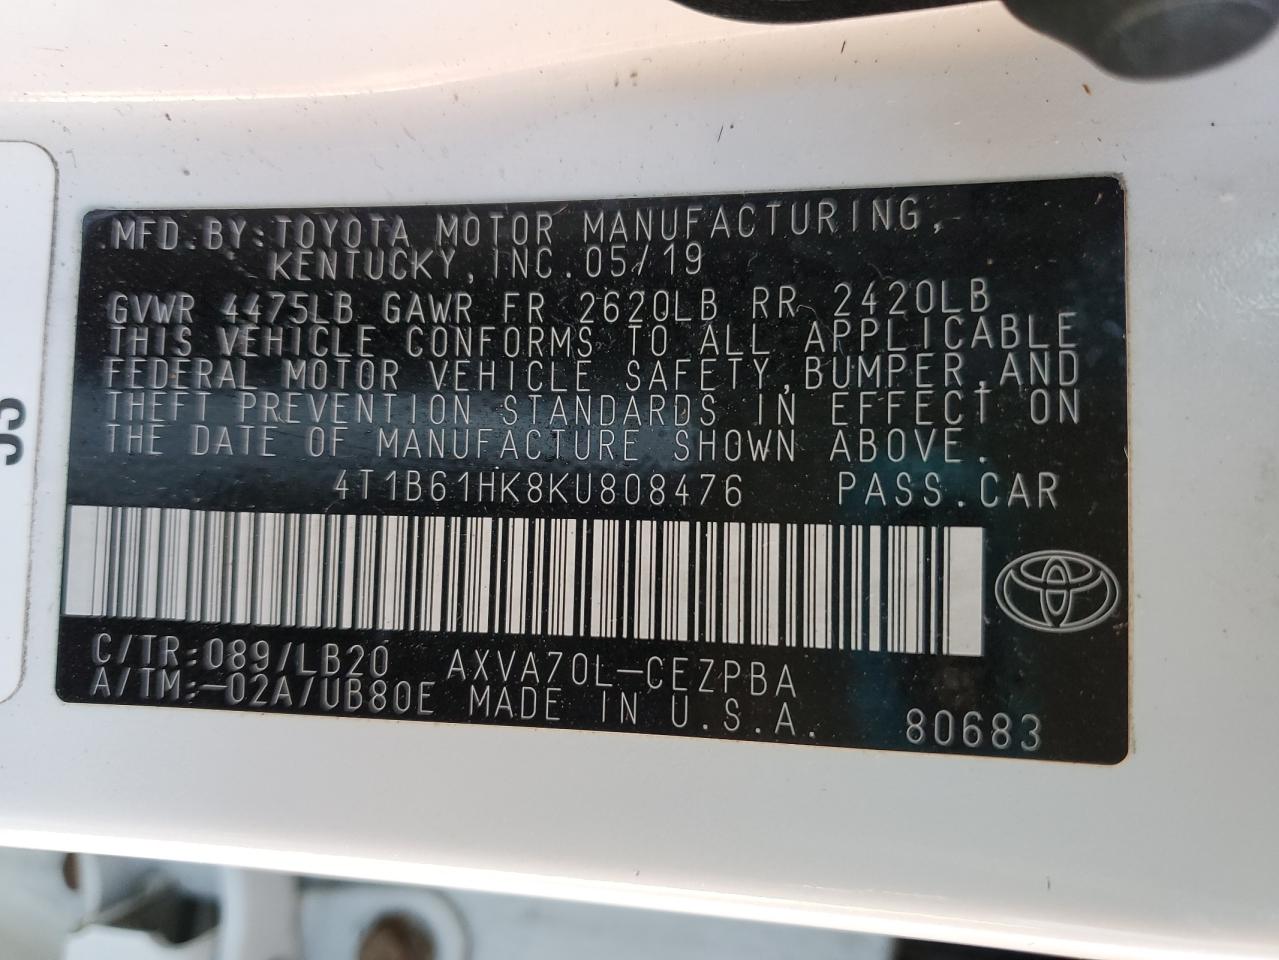 MFD.BY:TOYOTA MOTOR MANUFACTURING,
KENTUCKY,INC.05/19
GVWR 4475LB GAWR FR 2620LB RR 2420LB
THIS VEHICLE CONFORMS TO ALL APPLICABLE
FEDERAL MOTOR VEHICLE SAFETY,BUMPER,AND
THEFT PREVENTION STANDARDS IN EFFECT ON
THE DATE OF MANUFACTURE SHOWN ABOVE.
4T1B61HK8KU808476 PASS.CAR
C/TR:089/LB20 AXVA70L-CEZPBA
A/TM:-02A/UB80E MADE IN U.S.A. 80683